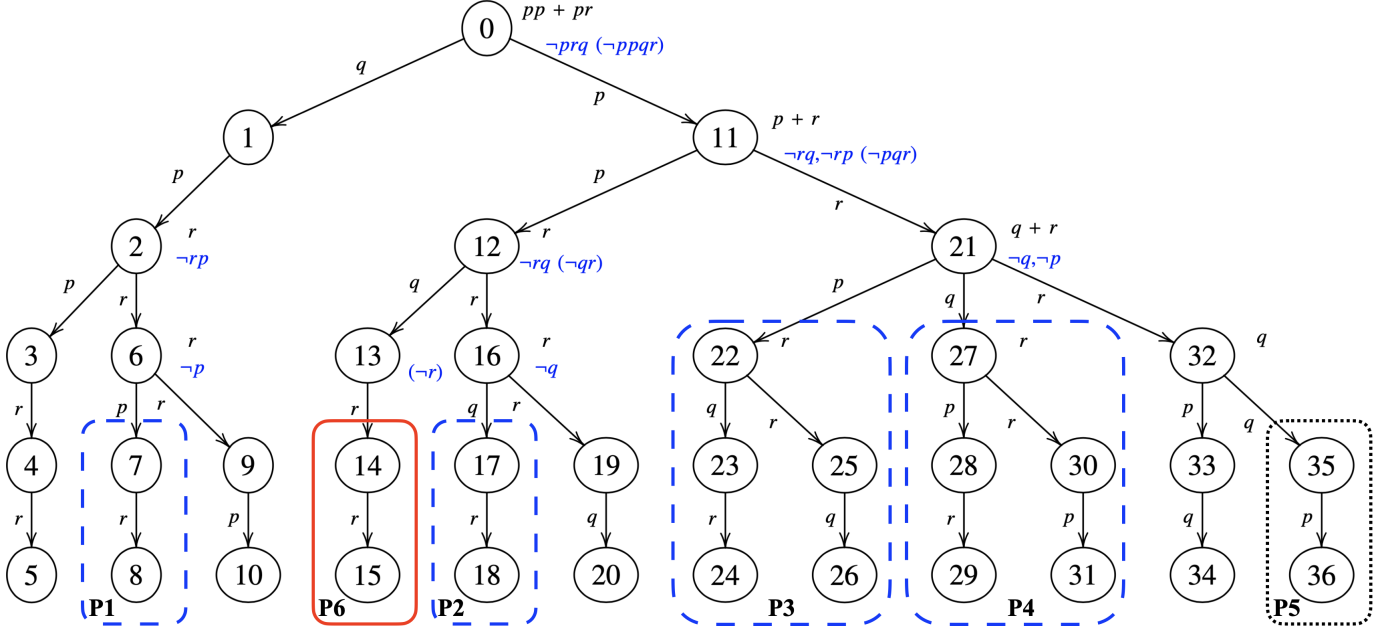 0 pp + pr
¬prq (¬ppqr)
q p
1 11 p + r
¬rq,¬rp (¬pqr)
p p r
2 r 12 r 21 q + r
¬rp ¬rq (¬qr) ¬q,¬p
p r q r p q r
3 6 r 13 16 r 22 r 27 r 32 q
¬p (¬r) ¬q
r p r r q r q r p r p q
4 7 9 14 17 19 23 25 28 30 33 35
r r p r r q r q r p q p
5 8 10 15 18 20 24 26 29 31 34 36
P1 P6 P2 P3 P4 P5